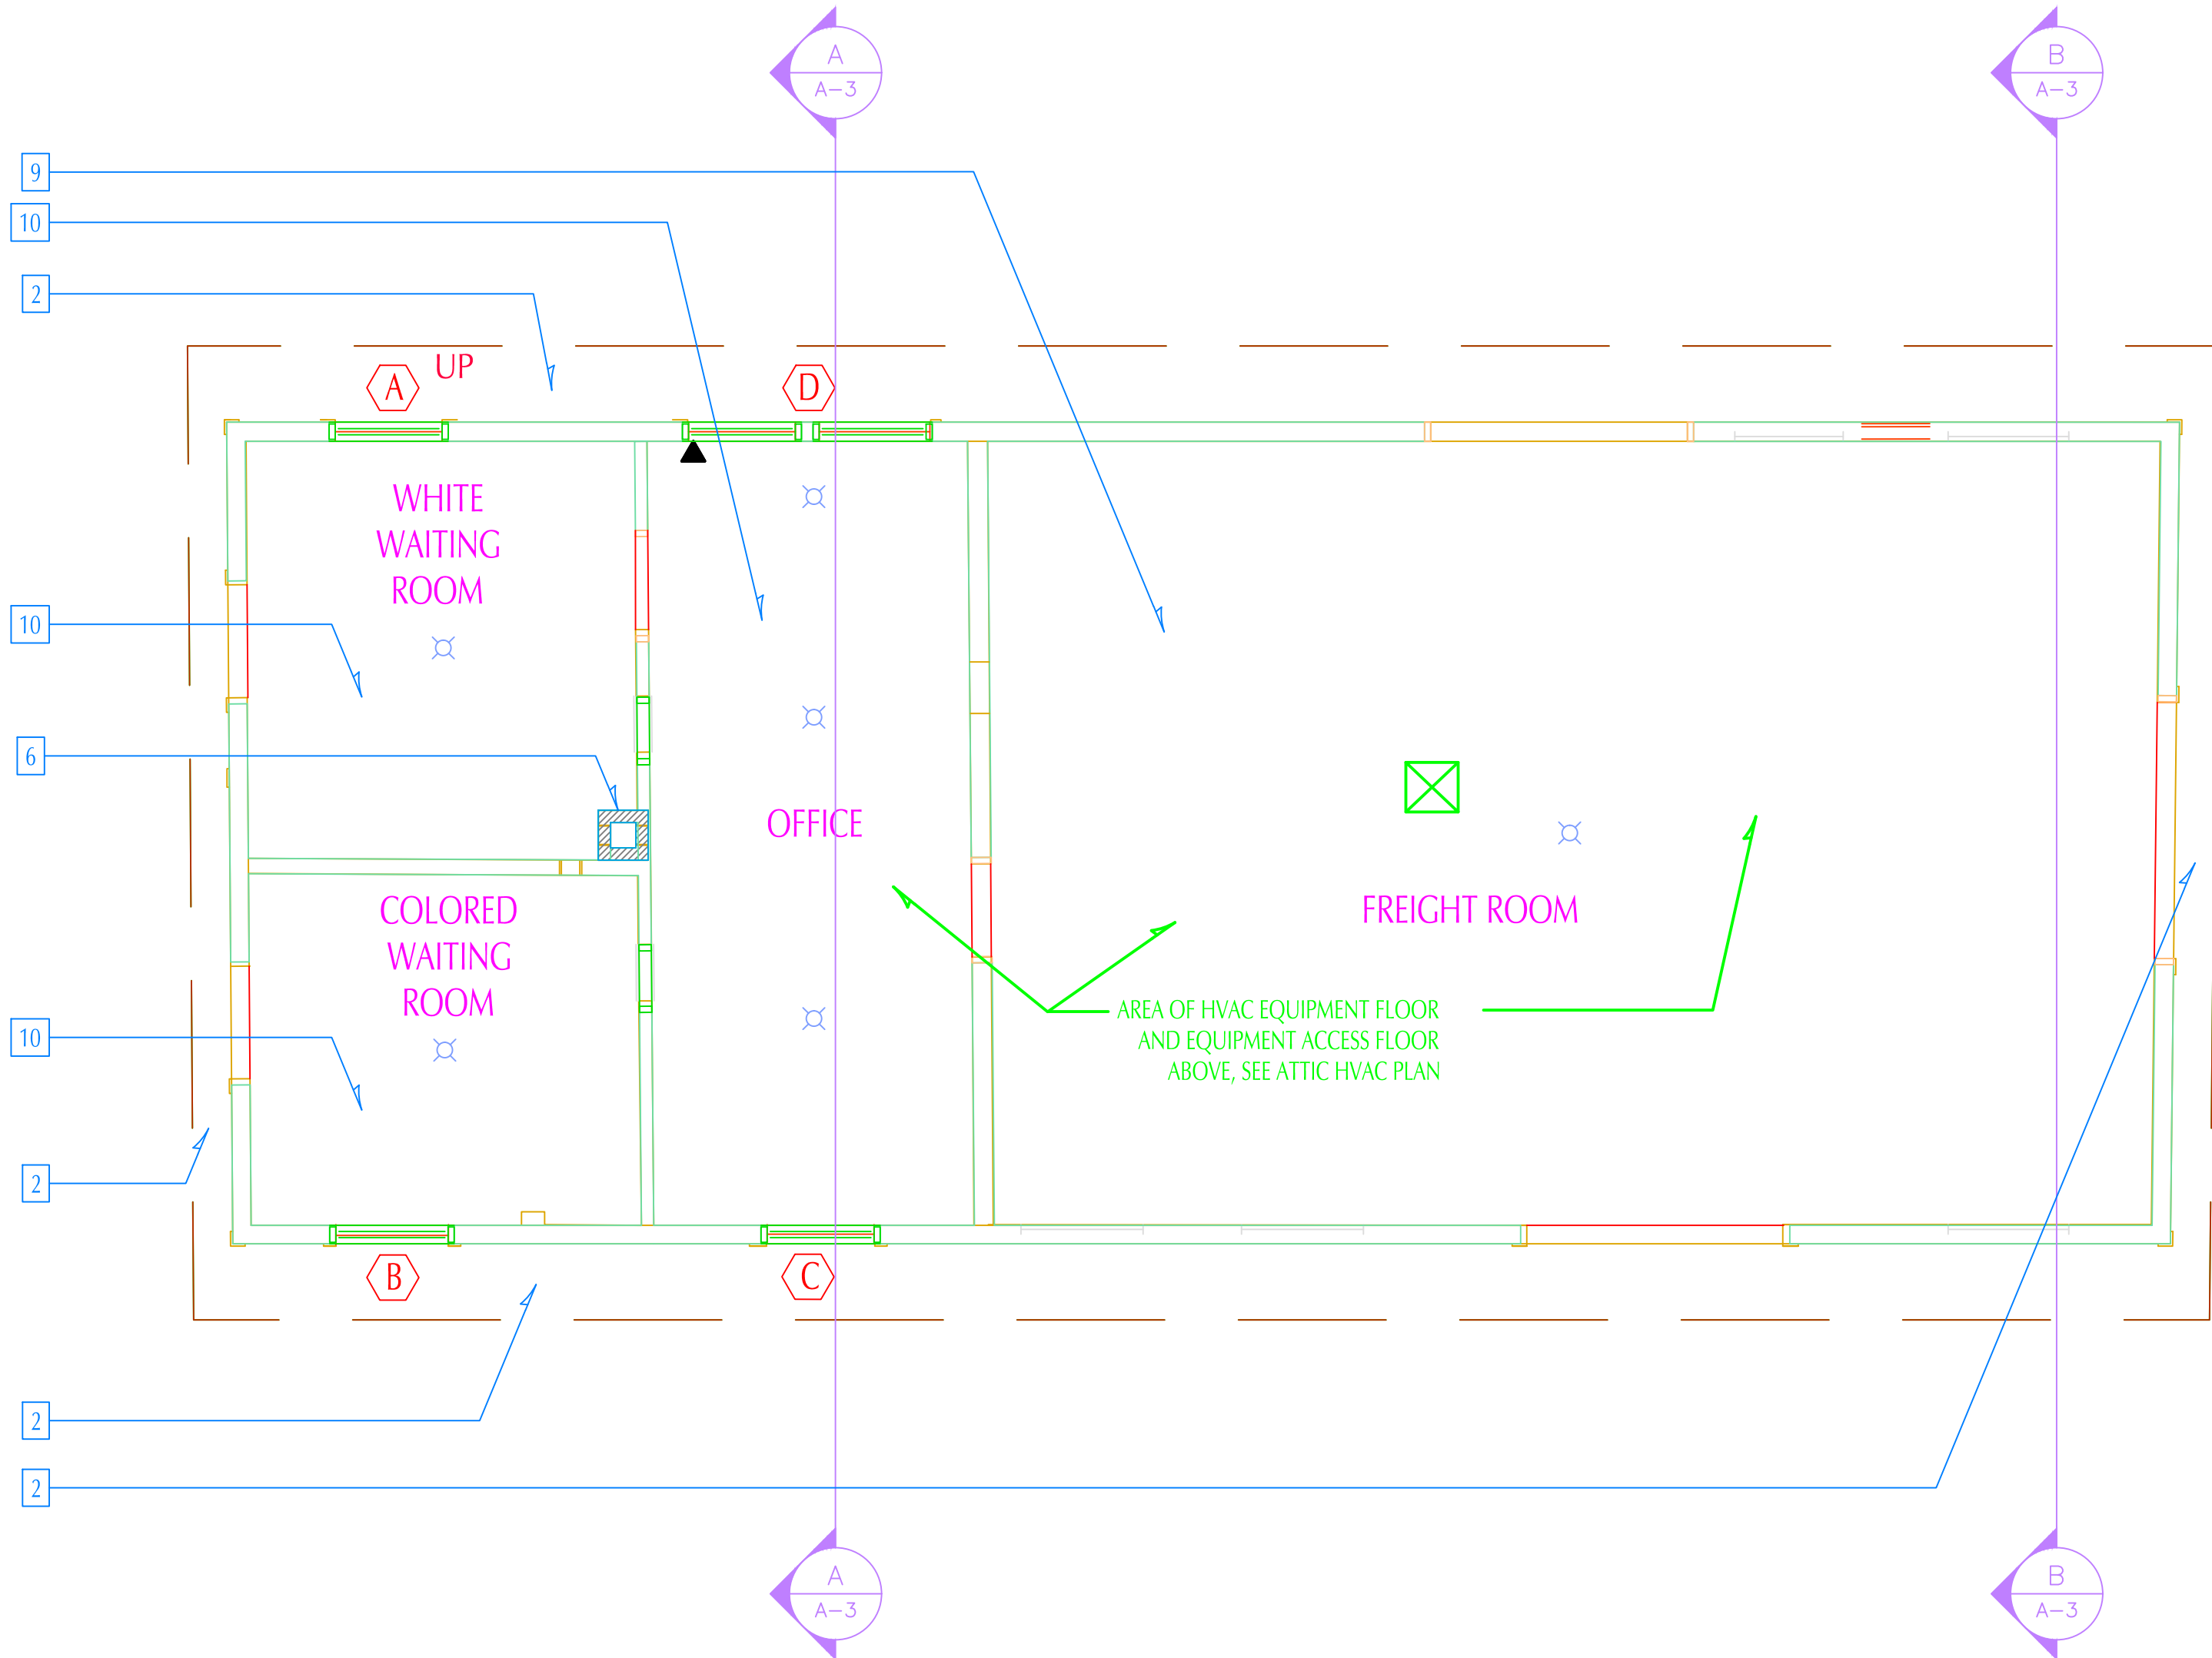 A
A-3
B
A-3
9
10
2
UP
A
D
WHITE
WAITING
ROOM
10
6
OFFICE
COLORED
WAITING
ROOM
FREIGHT ROOM
AREA OF HVAC EQUIPMENT FLOOR
AND EQUIPMENT ACCESS FLOOR
ABOVE, SEE ATTIC HVAC PLAN
10
2
B
C
2
2
A
A-3
B
A-3